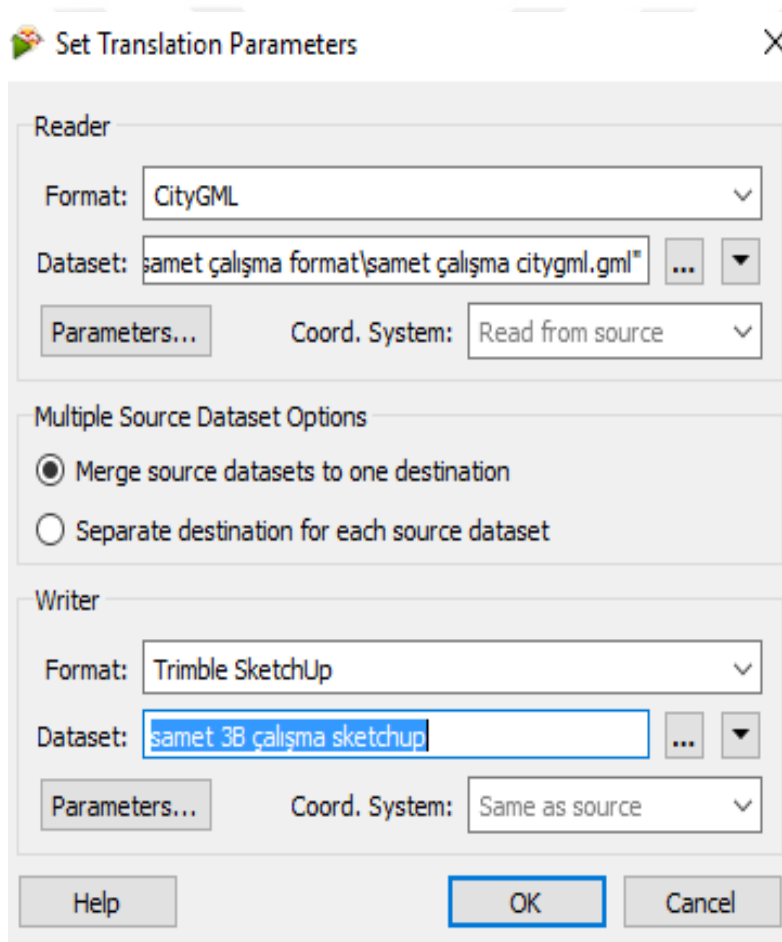 Set Translation Parameters
Reader
Format: CityGML
Dataset: samet çalışma format\samet çalışma citygml.gml" ...
Parameters... Coord. System: Read from source
Multiple Source Dataset Options
Merge source datasets to one destination
Separate destination for each source dataset
Writer
Format: Trimble SketchUp
Dataset: samet 3B çalışma sketchup ...
Parameters... Coord. System: Same as source
Help OK Cancel